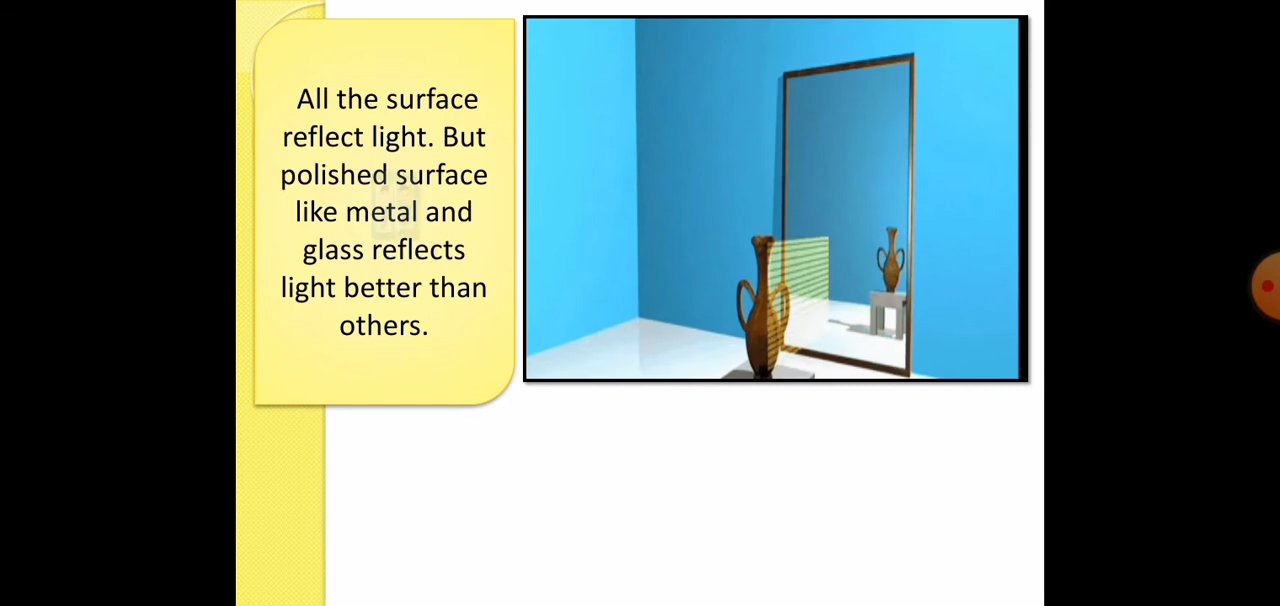 All the surface
reflect light. But
polished surface
like metal and
glass reflects
light better than
others.